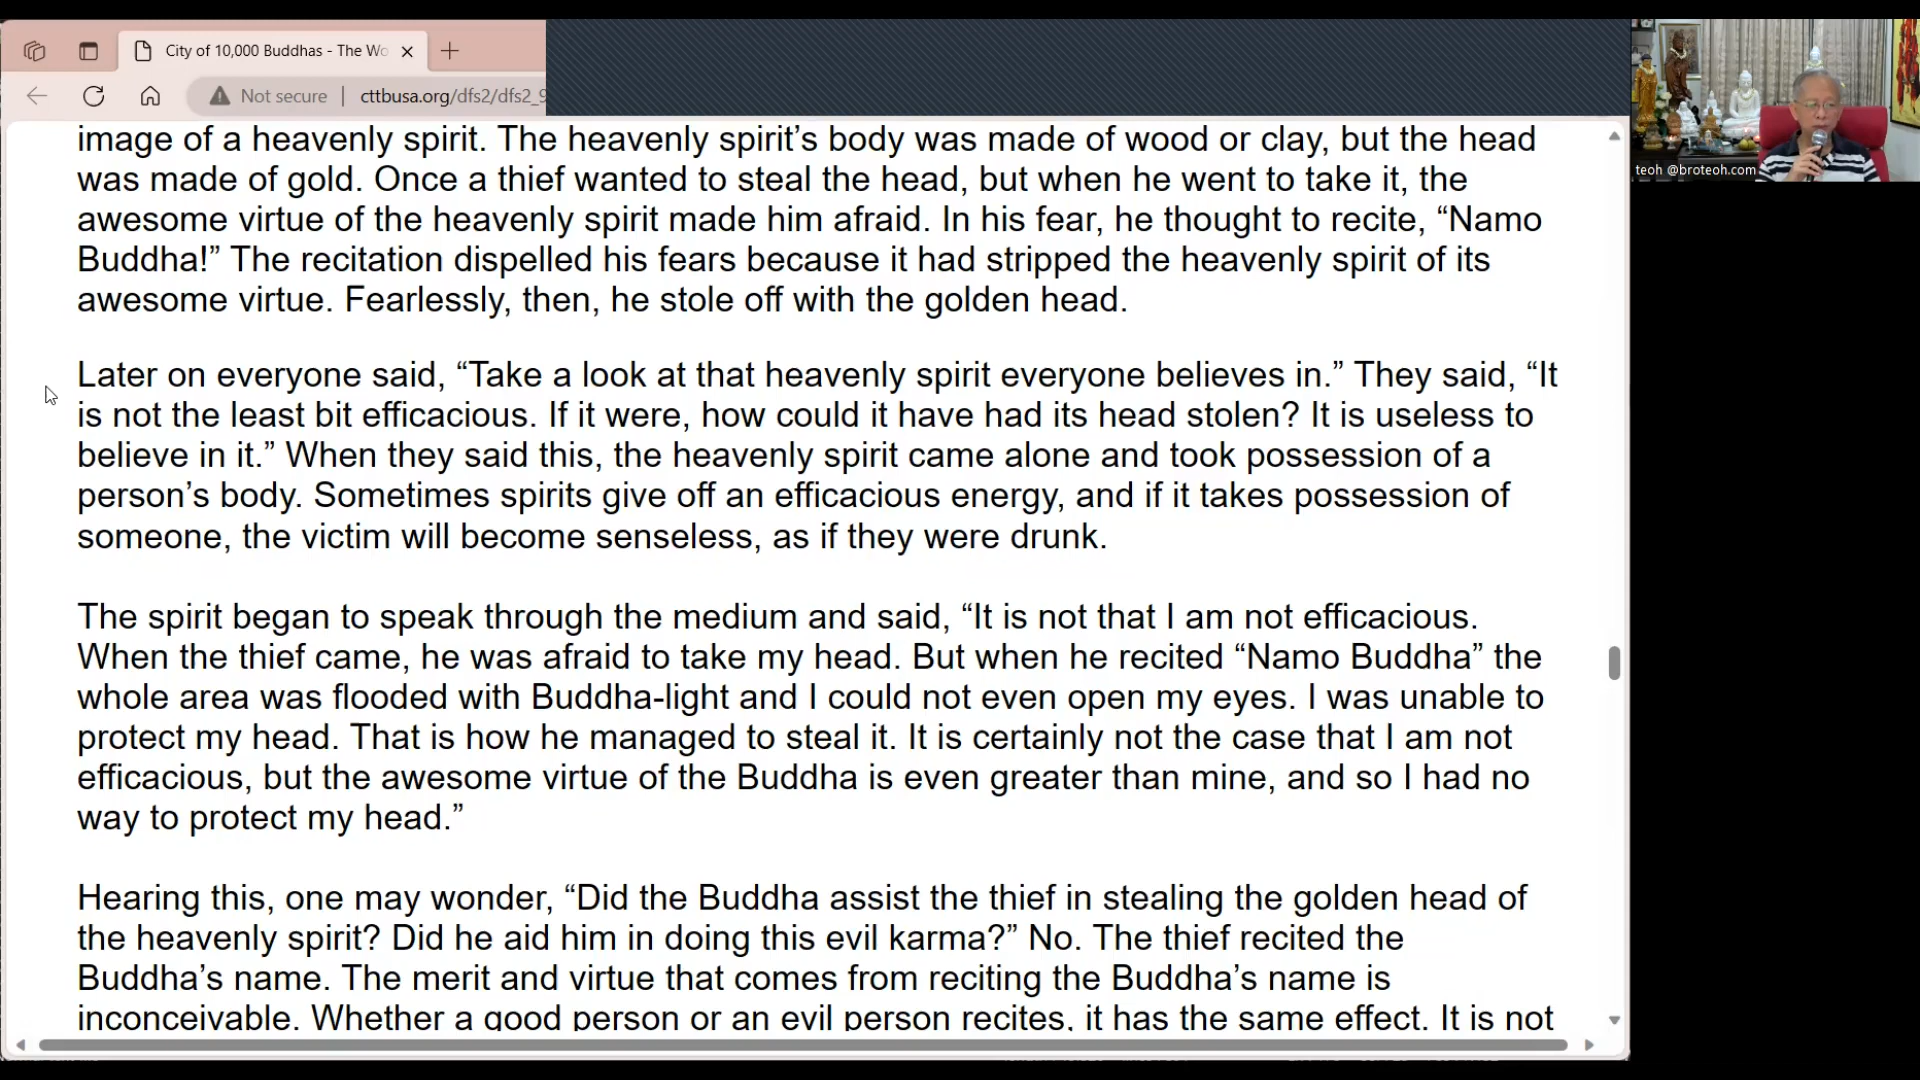 City of 10,000 Buddhas - The Wo
Not secure | cttbusa.org/dfs2/dfs2_9
teoh @broteoh.com
image of a heavenly spirit. The heavenly spirit’s body was made of wood or clay, but the head
was made of gold. Once a thief wanted to steal the head, but when he went to take it, the
awesome virtue of the heavenly spirit made him afraid. In his fear, he thought to recite, “Namo
Buddha!” The recitation dispelled his fears because it had stripped the heavenly spirit of its
awesome virtue. Fearlessly, then, he stole off with the golden head.
Later on everyone said, “Take a look at that heavenly spirit everyone believes in.” They said, “It
is not the least bit efficacious. If it were, how could it have had its head stolen? It is useless to
believe in it.” When they said this, the heavenly spirit came alone and took possession of a
person’s body. Sometimes spirits give off an efficacious energy, and if it takes possession of
someone, the victim will become senseless, as if they were drunk.
The spirit began to speak through the medium and said, “It is not that I am not efficacious.
When the thief came, he was afraid to take my head. But when he recited “Namo Buddha” the
whole area was flooded with Buddha-light and I could not even open my eyes. I was unable to
protect my head. That is how he managed to steal it. It is certainly not the case that I am not
efficacious, but the awesome virtue of the Buddha is even greater than mine, and so I had no
way to protect my head.”
Hearing this, one may wonder, “Did the Buddha assist the thief in stealing the golden head of
the heavenly spirit? Did he aid him in doing this evil karma?” No. The thief recited the
Buddha’s name. The merit and virtue that comes from reciting the Buddha’s name is
inconceivable. Whether a good person or an evil person recites, it has the same effect. It is not